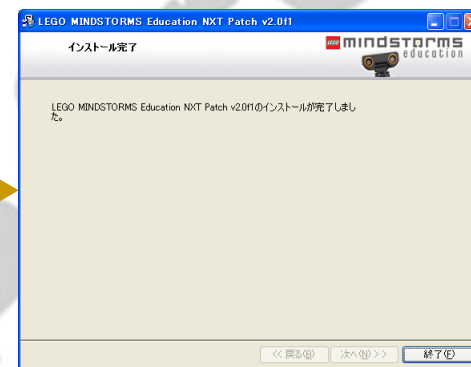 LEGO MINDSTORMS Education NXT Patch v2.0f1
インストール完了
LEGO mindstorms
education
LEGO MINDSTORMS Education NXT Patch v2.0f1のインストールが完了しまし
た。
<< 戻る(B) 次へ(N) >> 終了(F)